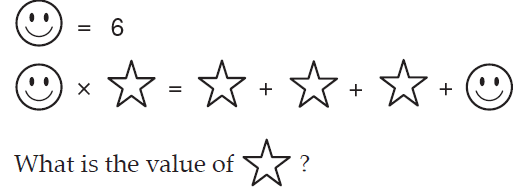 = 6
× = + + +
What is the value of ?